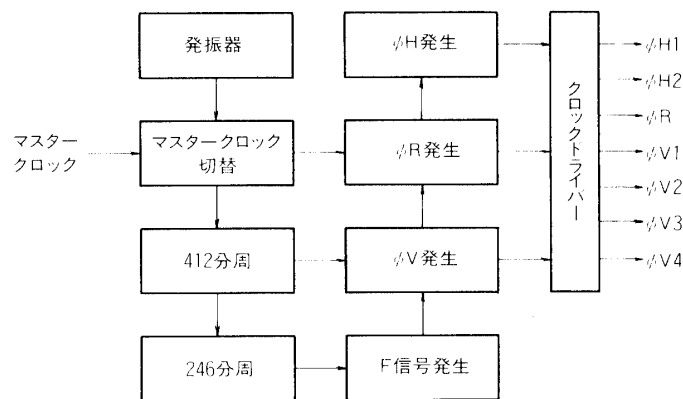 発振器
φH発生
マスター
クロック
マスタークロック
切替
φR発生
412分周
φV発生
246分周
F信号発生
クロックドライバー
φH1
φH2
φR
φV1
φV2
φV3
φV4